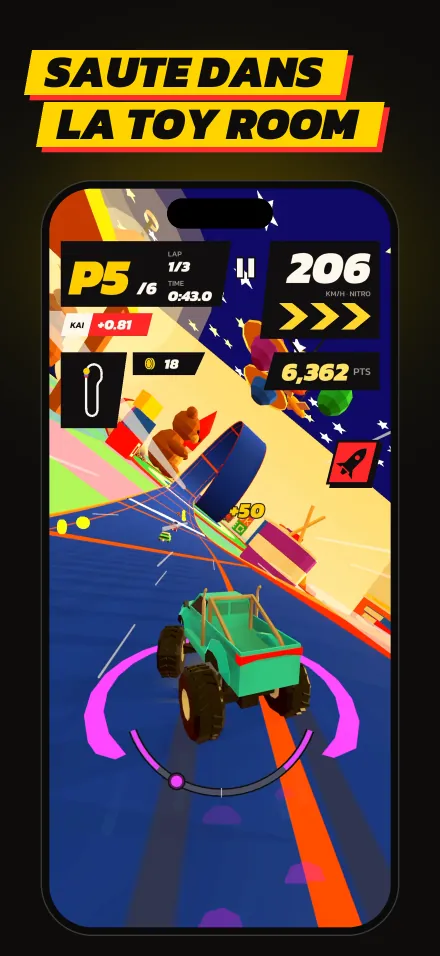 SAUTE DANS
LA TOY ROOM
P5 /6
LAP
1/3
TIME
0:43.0
206
KM/H · NITRO
KAI +0.81
18
6,362 PTS
+50